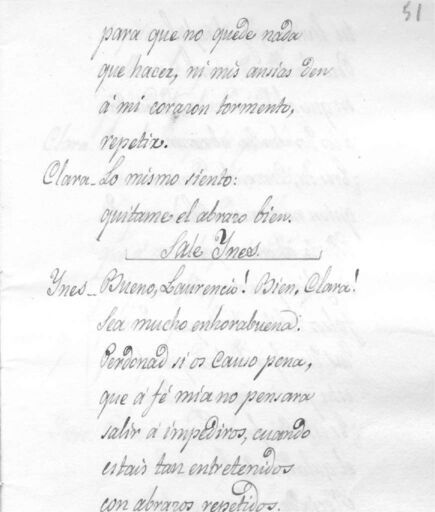 51
para que no quede nada
que hacer, ni mis ansias den
á mi corazon tormento,
repetir.
Clara_ Lo mismo siento:
quitame el abrazo bien.
Sale Ynes.
Ynes_ Bueno, Laurencio! Bien, Clara!
Sea mucho enhorabuena.
Perdonad si os causo pena,
que á fé mia no pensara
salir á impediros, cuando
estais tan entretenidos
con abrazos repetidos.